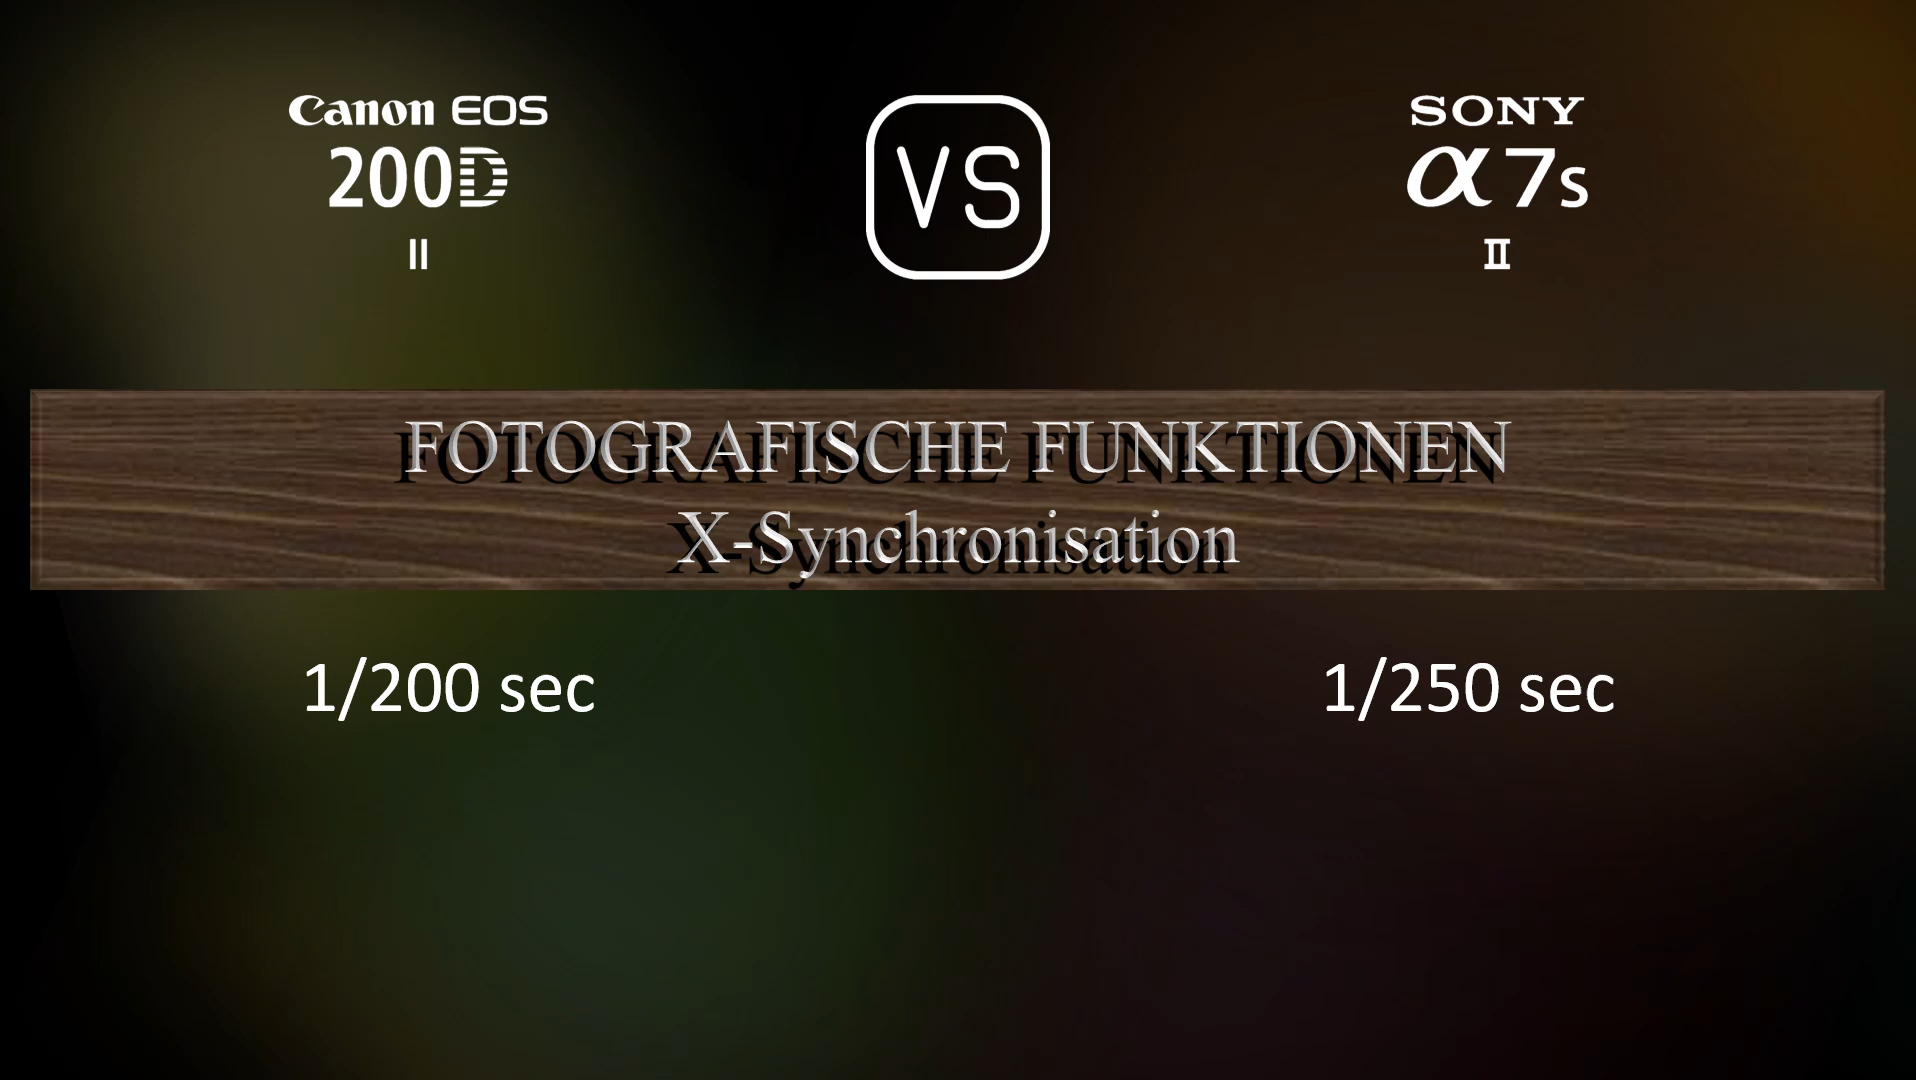 Canon EOS
200D
II
VS
SONY
α7s
II
FOTOGRAFISCHE FUNKTIONEN
X-Synchronisation
1/200 sec
1/250 sec